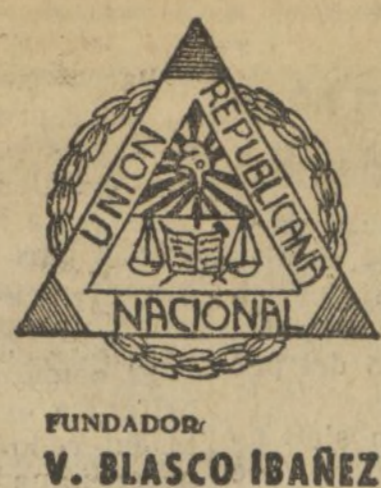 UNION
REPUBLICANA
NACIONAL
FUNDADOR:
V. BLASCO IBAÑEZ